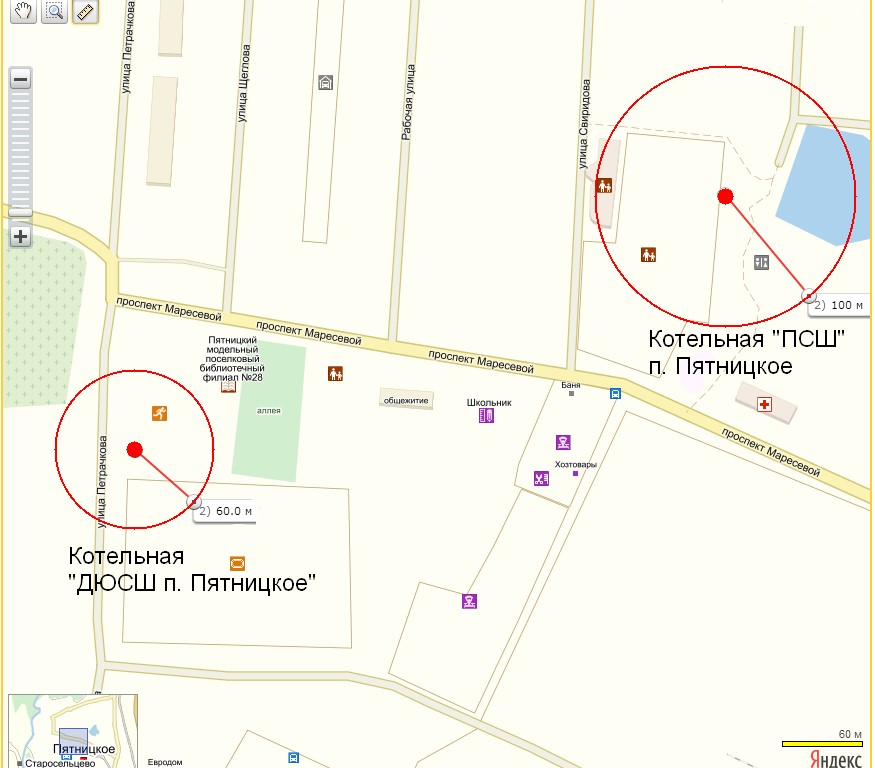 улица Петрачкова
улица Щеглова
Рабочая улица
улица Свиридова
2) 100 м
Котельная "ПСШ"
п. Пятницкое
проспект Маресевой
проспект Маресевой
проспект Маресевой
проспект Маресевой
Пятницкий
модельный
поселковый
библиотечный
филиал №28
аллея
общежитие
Школьник
Баня
Хозтовары
улица Петрачкова
2) 60.0 м
Котельная
"ДЮСШ п. Пятницкое"
Пятницкое
Старосельцево
Евродом
60 м
Яндекс